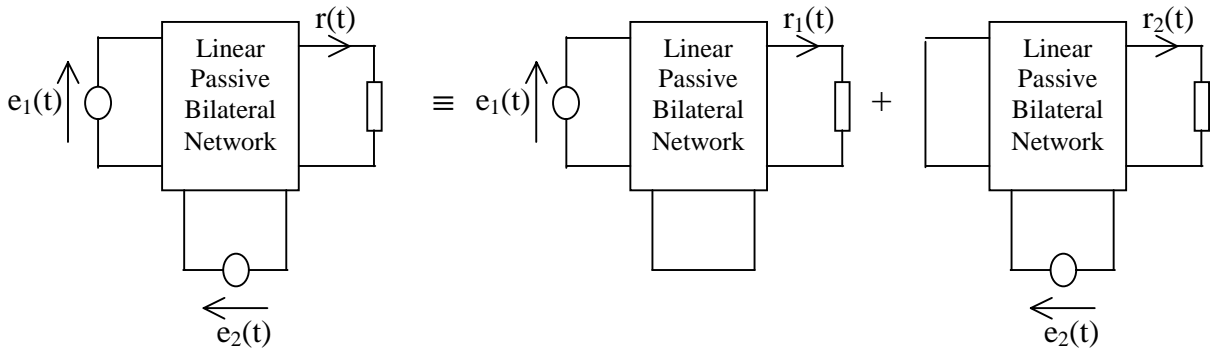 r(t)
Linear
Passive
Bilateral
Network
e₁(t)
e₂(t)
≡
r₁(t)
Linear
Passive
Bilateral
Network
e₁(t)
+
r₂(t)
Linear
Passive
Bilateral
Network
e₂(t)